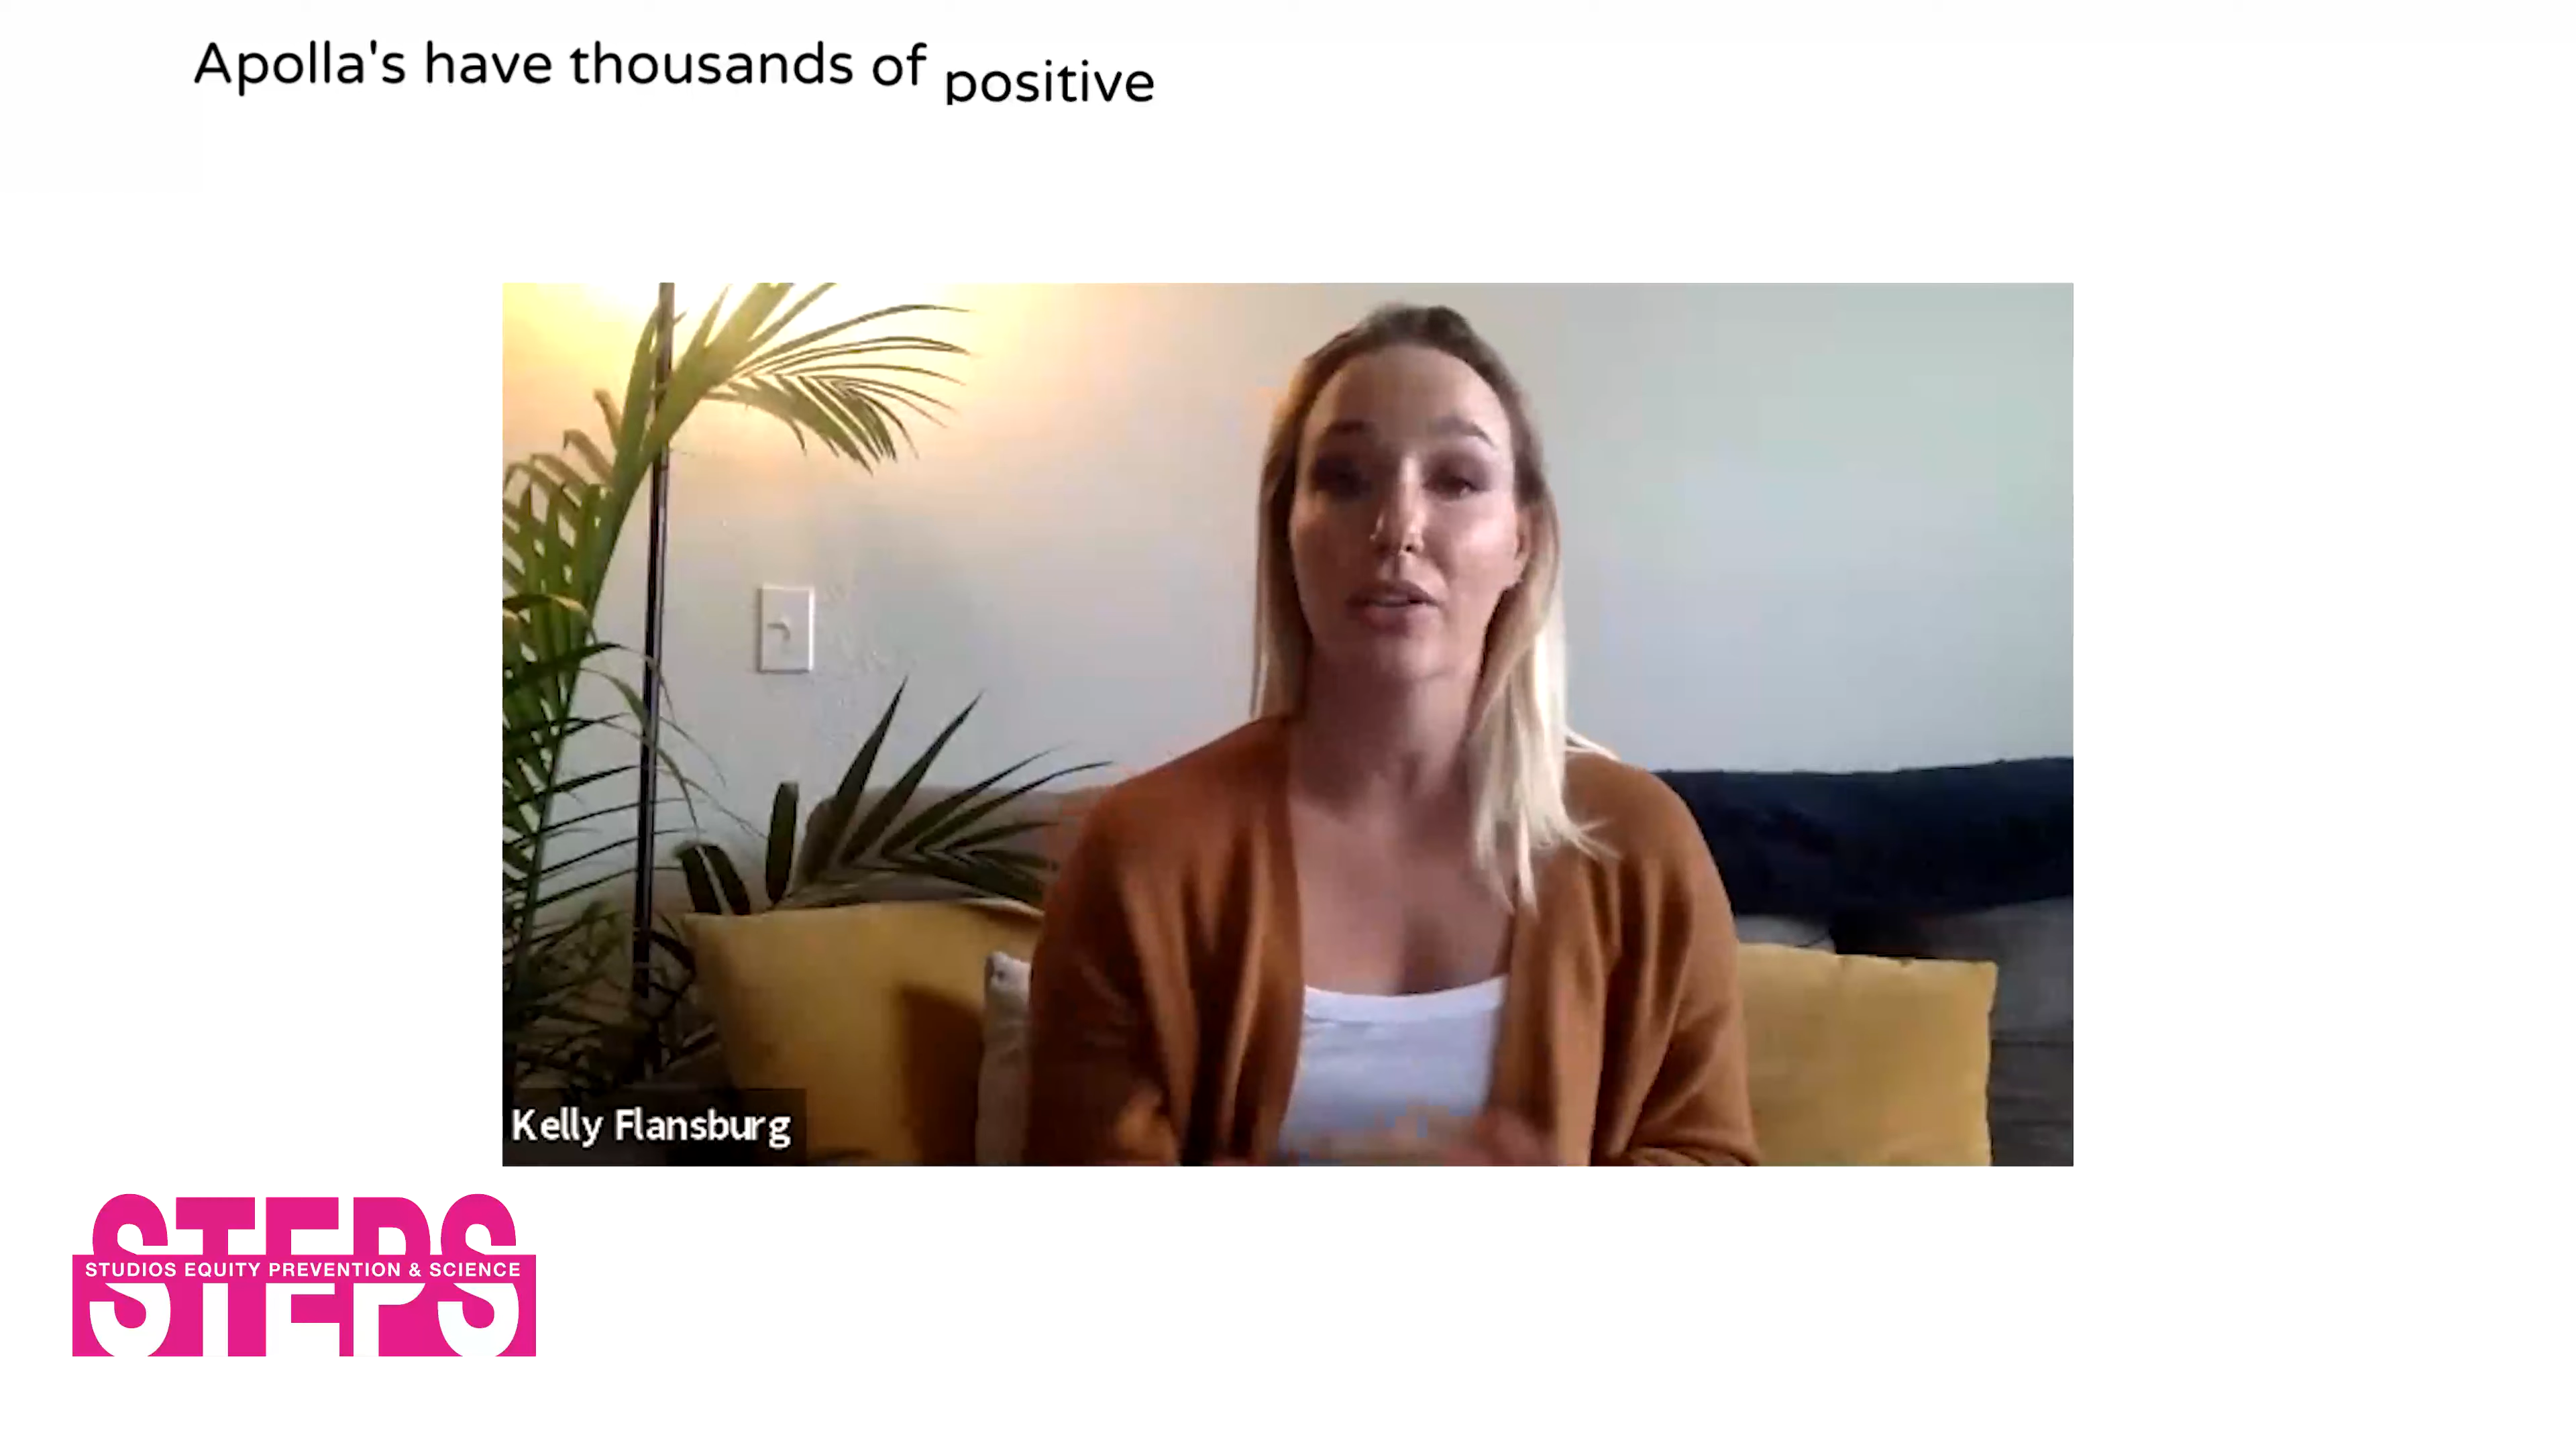 Apolla's have thousands of positive
Kelly Flansburg
STEPS
STUDIOS EQUITY PREVENTION & SCIENCE